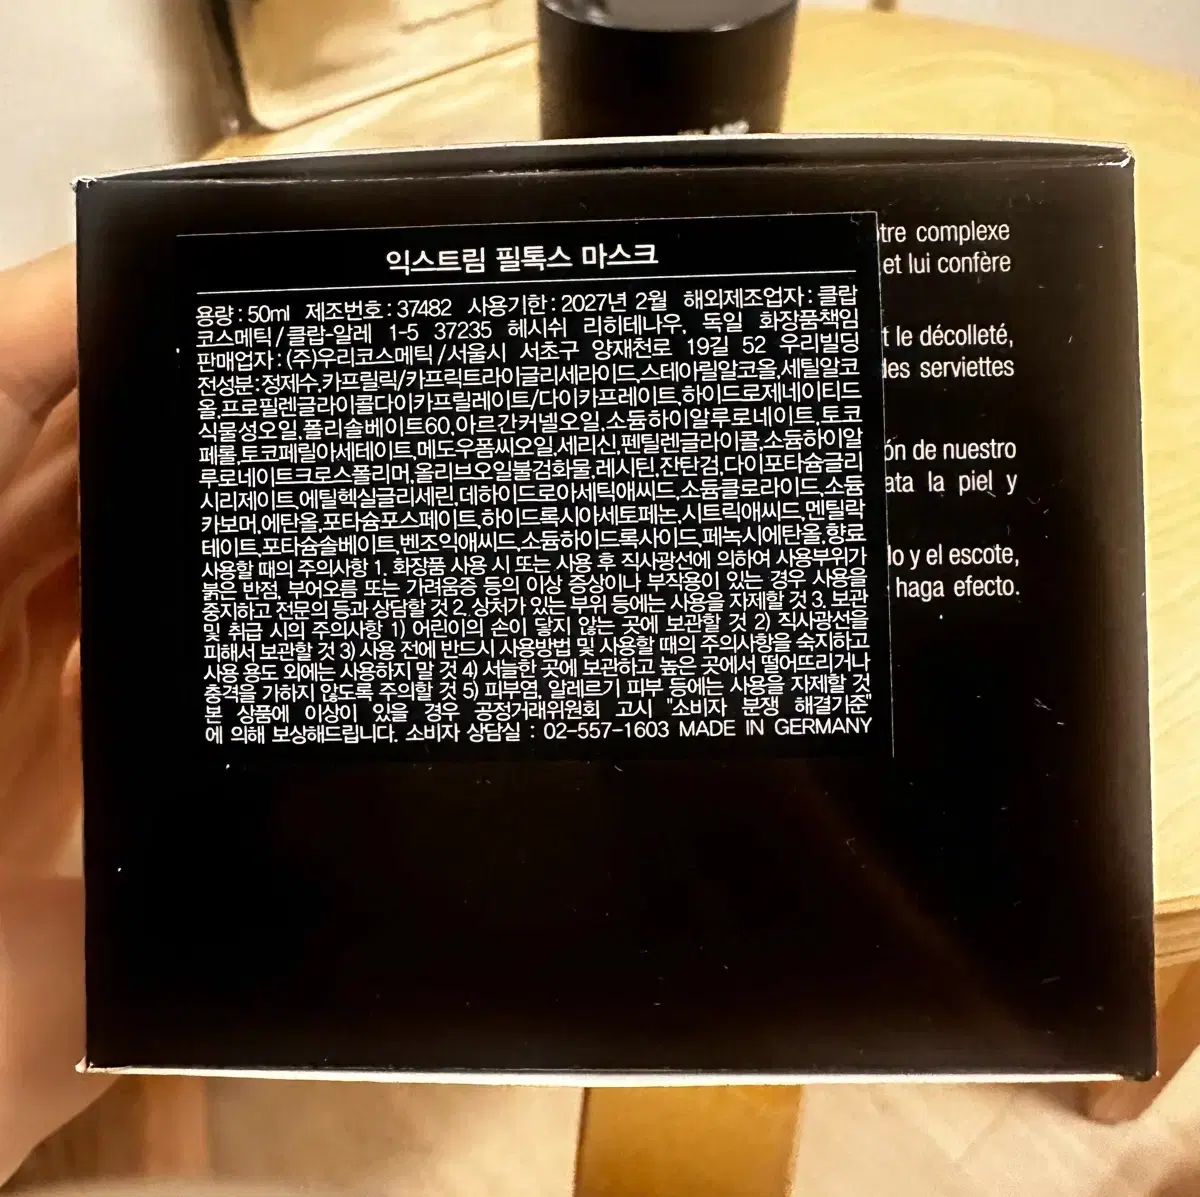 익스트림 필톡스 마스크
용량 : 50ml 제조번호 : 37482 사용기한 : 2027년 2월 해외제조업자 : 클랍
코스메틱 / 클랍-알레 1-5 37235 헤시쉬 리히테나우, 독일 화장품책임
판매업자 : (주)우리코스메틱 / 서울시 서초구 양재천로 19길 52 우리빌딩
전성분:정제수,카프릴릭/카프릭트라이글리세라이드,스테아릴알코올,세틸알코
올,프로필렌글라이콜다이카프릴레이트/다이카프레이트,하이드로제네이티드
식물성오일,폴리솔베이트60,아르간커넬오일,소듐하이알루로네이트,토코
페롤,토코페릴아세테이트,메도우폼씨오일,세리신,펜틸렌글라이콜,소듐하이알
루로네이트크로스폴리머,올리브오일불검화물,레시틴,잔탄검,다이포타슘글리
시리제이트,에틸헥실글리세린,데하이드로아세틱애씨드,소듐클로라이드,소듐
카보머,에탄올,포타슘포스페이트,하이드록시아세토페논,시트릭애씨드,멘틸락
테이트,포타슘솔베이트,벤조익애씨드,소듐하이드록사이드,페녹시에탄올,향료
사용할 때의 주의사항 1. 화장품 사용 시 또는 사용 후 직사광선에 의하여 사용부위가
붉은 반점, 부어오름 또는 가려움증 등의 이상 증상이나 부작용이 있는 경우 사용을
중지하고 전문의 등과 상담할 것 2. 상처가 있는 부위 등에는 사용을 자제할 것 3. 보관
및 취급 시의 주의사항 1) 어린이의 손이 닿지 않는 곳에 보관할 것 2) 직사광선을
피해서 보관할 것 3) 사용 전에 반드시 사용방법 및 사용할 때의 주의사항을 숙지하고
사용 용도 외에는 사용하지 말 것 4) 서늘한 곳에 보관하고 높은 곳에서 떨어뜨리거나
충격을 가하지 않도록 주의할 것 5) 피부염, 알레르기 피부 등에는 사용을 자제할 것
본 상품에 이상이 있을 경우 공정거래위원회 고시 "소비자 분쟁 해결기준"
에 의해 보상해드립니다. 소비자 상담실 : 02-557-1603 MADE IN GERMANY
tre complexe
et lui confère
t le décolleté,
les serviettes
ón de nuestro
ata la piel y
lo y el escote,
haga efecto.